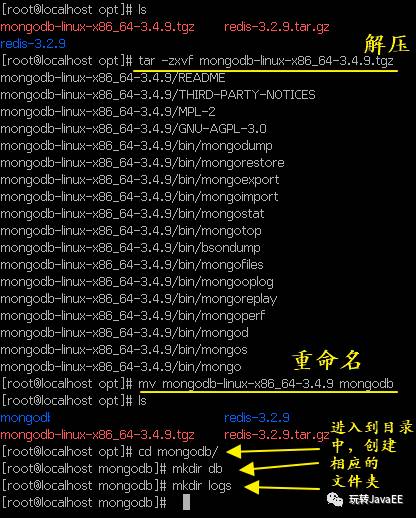 [root@localhost opt]# ls
mongodb-linux-x86_64-3.4.9.tgz redis-3.2.9.tar.gz
redis-3.2.9
解压
[root@localhost opt]# tar -zxvf mongodb-linux-x86_64-3.4.9.tgz
mongodb-linux-x86_64-3.4.9/README
mongodb-linux-x86_64-3.4.9/THIRD-PARTY-NOTICES
mongodb-linux-x86_64-3.4.9/MPL-2
mongodb-linux-x86_64-3.4.9/GNU-AGPL-3.0
mongodb-linux-x86_64-3.4.9/bin/mongodump
mongodb-linux-x86_64-3.4.9/bin/mongorestore
mongodb-linux-x86_64-3.4.9/bin/mongoexport
mongodb-linux-x86_64-3.4.9/bin/mongoimport
mongodb-linux-x86_64-3.4.9/bin/mongostat
mongodb-linux-x86_64-3.4.9/bin/mongotop
mongodb-linux-x86_64-3.4.9/bin/bsondump
mongodb-linux-x86_64-3.4.9/bin/mongofiles
mongodb-linux-x86_64-3.4.9/bin/mongooplog
mongodb-linux-x86_64-3.4.9/bin/mongoreplay
mongodb-linux-x86_64-3.4.9/bin/mongoperf
mongodb-linux-x86_64-3.4.9/bin/mongod
mongodb-linux-x86_64-3.4.9/bin/mongos
mongodb-linux-x86_64-3.4.9/bin/mongo
重命名
[root@localhost opt]# mv mongodb-linux-x86_64-3.4.9 mongodb
[root@localhost opt]# ls
mongodb redis-3.2.9
mongodb-linux-x86_64-3.4.9.tgz redis-3.2.9.tar.gz
[root@localhost opt]# cd mongodb/
[root@localhost mongodb]# mkdir db
[root@localhost mongodb]# mkdir logs
[root@localhost mongodb]#
进入到目录
中，创建
相应的
文件夹
玩转JavaEE